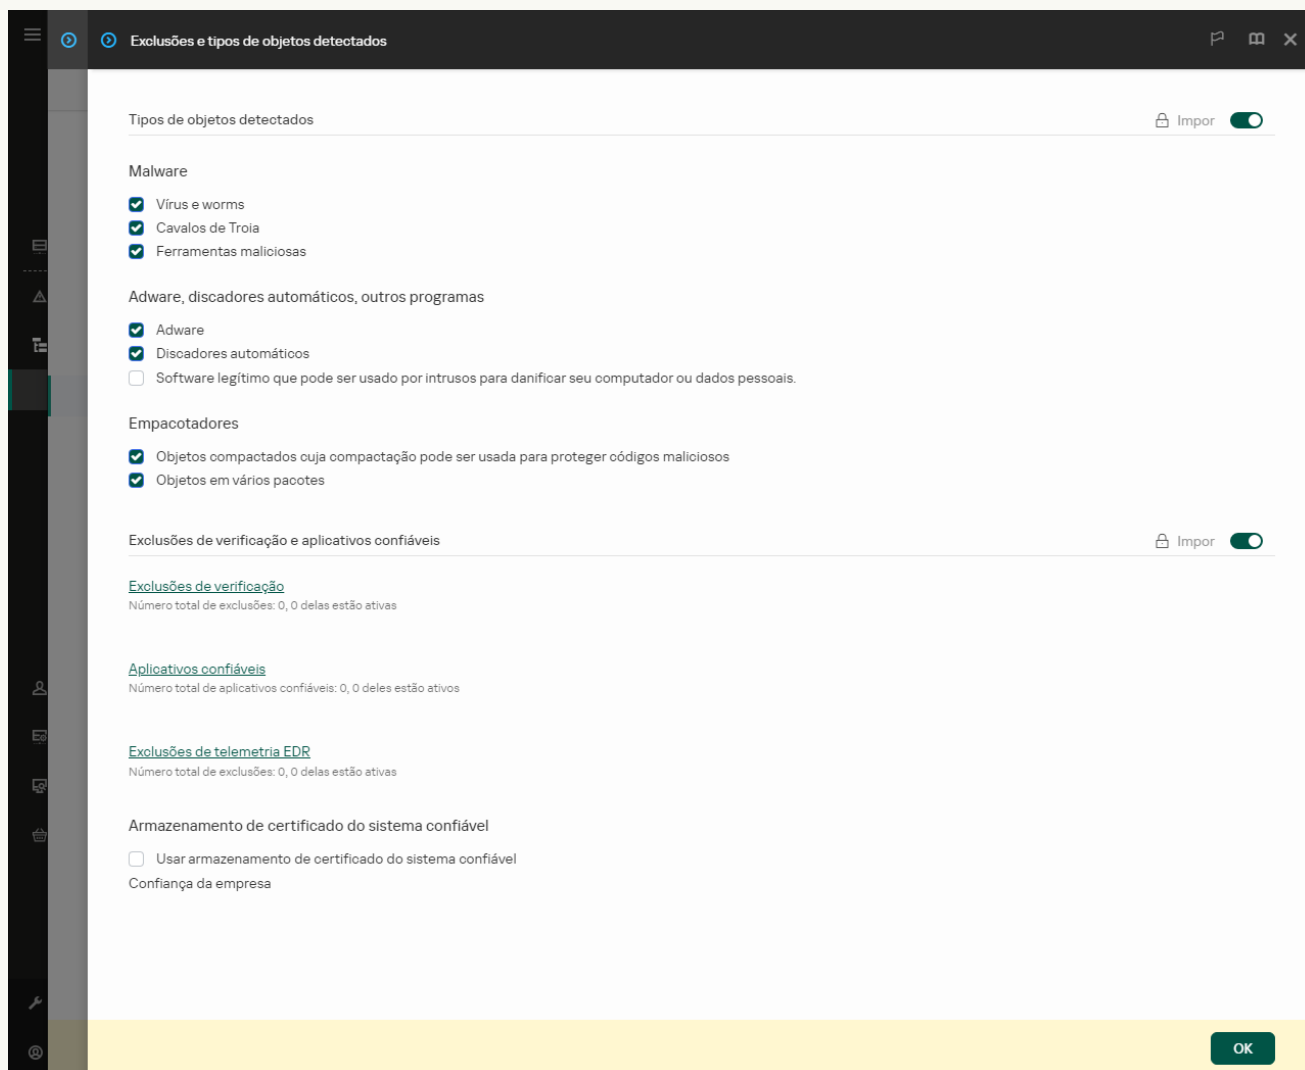 Exclusões e tipos de objetos detectados
Tipos de objetos detectados
Impor
Malware
Vírus e worms
Cavalos de Troia
Ferramentas maliciosas
Adware, discadores automáticos, outros programas
Adware
Discadores automáticos
Software legítimo que pode ser usado por intrusos para danificar seu computador ou dados pessoais.
Empacotadores
Objetos compactados cuja compactação pode ser usada para proteger códigos maliciosos
Objetos em vários pacotes
Exclusões de verificação e aplicativos confiáveis
Impor
Exclusões de verificação
Número total de exclusões: 0, 0 delas estão ativas
Aplicativos confiáveis
Número total de aplicativos confiáveis: 0, 0 deles estão ativos
Exclusões de telemetria EDR
Número total de exclusões: 0, 0 delas estão ativas
Armazenamento de certificado do sistema confiável
Usar armazenamento de certificado do sistema confiável
Confiança da empresa
OK